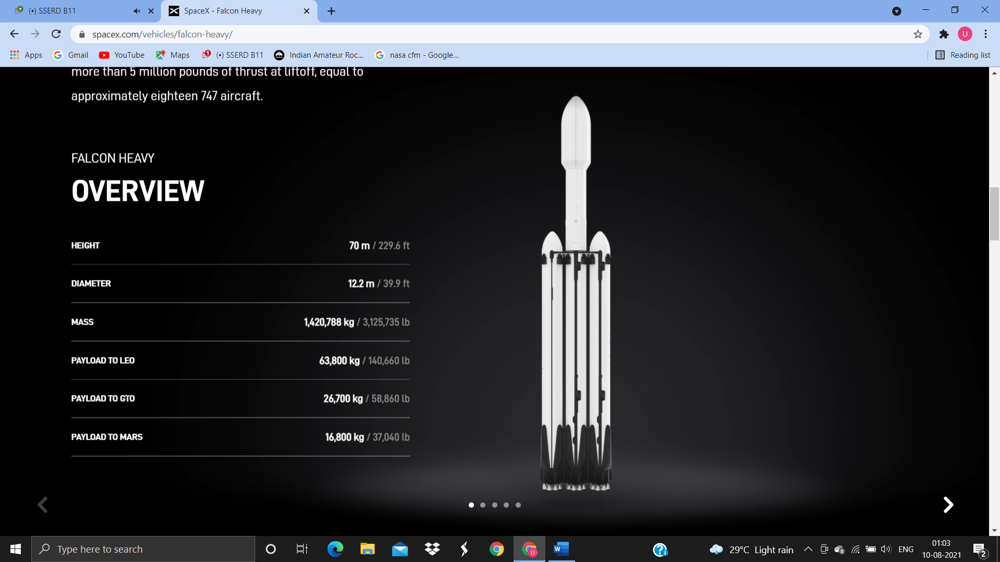 (•) SSERD B11
SpaceX - Falcon Heavy
spacex.com/vehicles/falcon-heavy/
U
Apps
Gmail
YouTube
Maps
1
(•) SSERD B11
Indian Amateur Roc...
nasa cfm - Google...
Reading list
more than 5 million pounds of thrust at liftoff, equal to
approximately eighteen 747 aircraft.
FALCON HEAVY
OVERVIEW
HEIGHT 70 m / 229.6 ft
DIAMETER 12.2 m / 39.9 ft
MASS 1,420,788 kg / 3,125,735 lb
PAYLOAD TO LEO 63,800 kg / 140,660 lb
PAYLOAD TO GTO 26,700 kg / 58,860 lb
PAYLOAD TO MARS 16,800 kg / 37,040 lb
Type here to search
U
W
29°C Light rain
ENG
01:03
10-08-2021
2